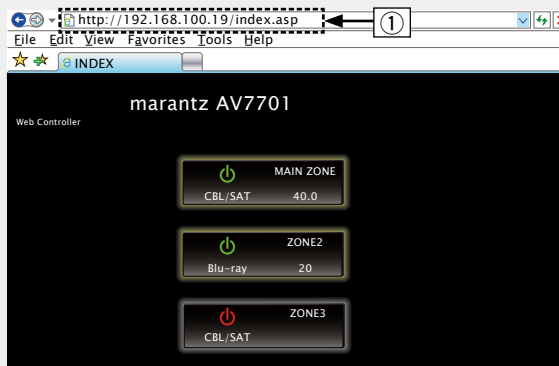 http://192.168.100.19/index.asp
①
File Edit View Favorites Tools Help
INDEX
marantz AV7701
Web Controller
MAIN ZONE
CBL/SAT 40.0
ZONE2
Blu-ray 20
ZONE3
CBL/SAT